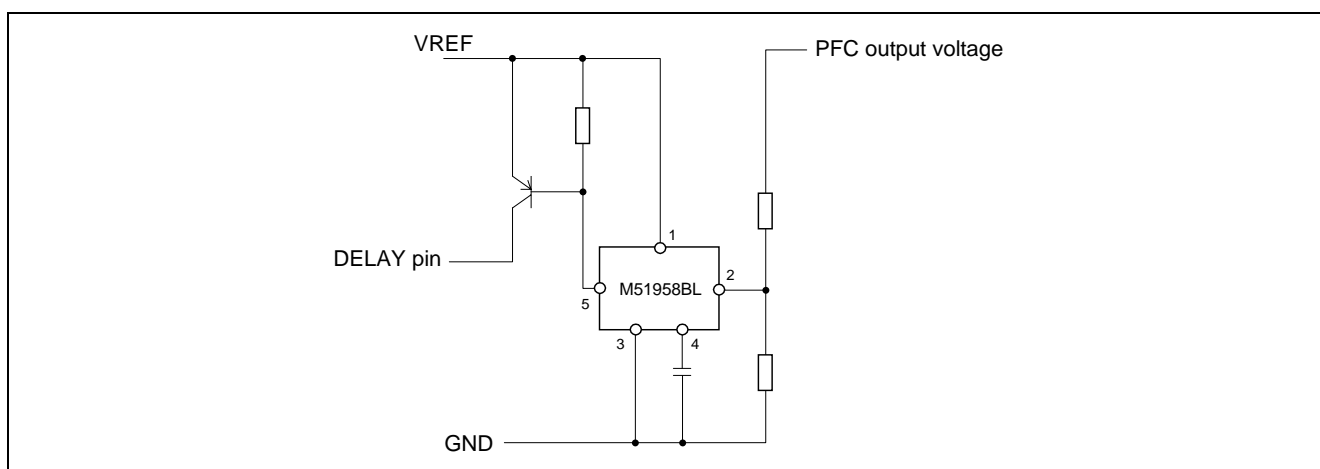 VREF
PFC output voltage
DELAY pin
1
M51958BL
2
5
3
4
GND